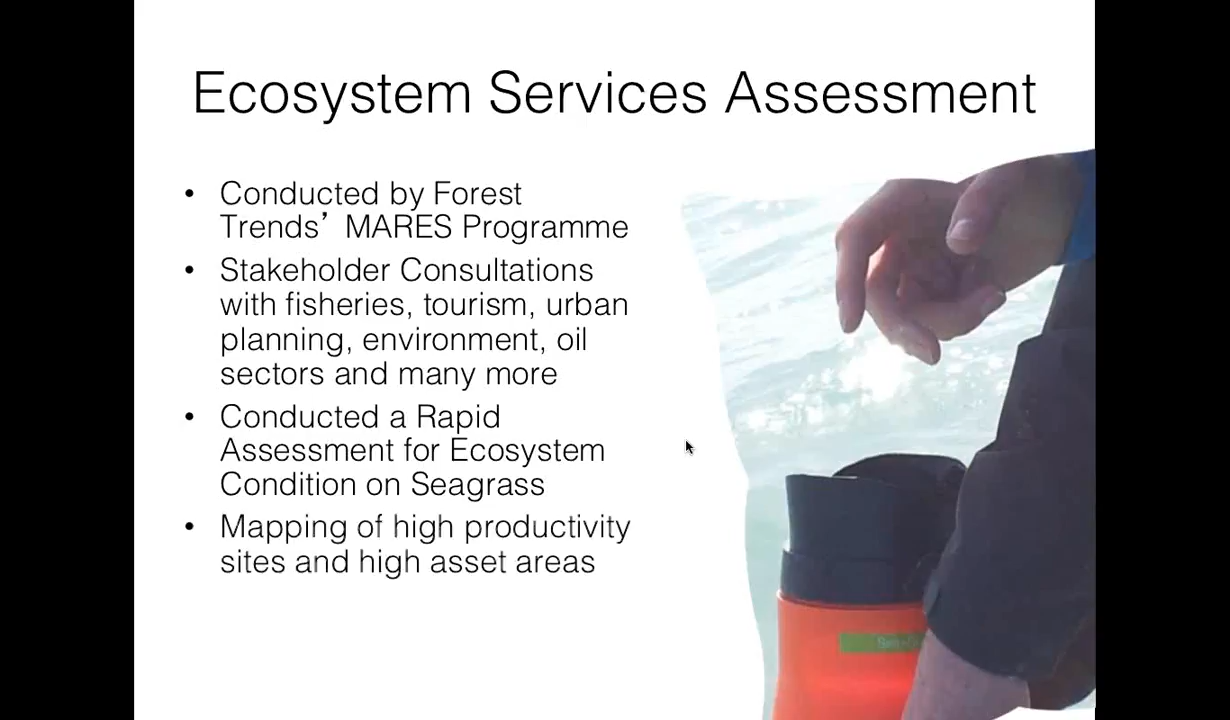 Ecosystem Services Assessment
• Conducted by Forest
Trends’ MARES Programme
• Stakeholder Consultations
with fisheries, tourism, urban
planning, environment, oil
sectors and many more
• Conducted a Rapid
Assessment for Ecosystem
Condition on Seagrass
• Mapping of high productivity
sites and high asset areas